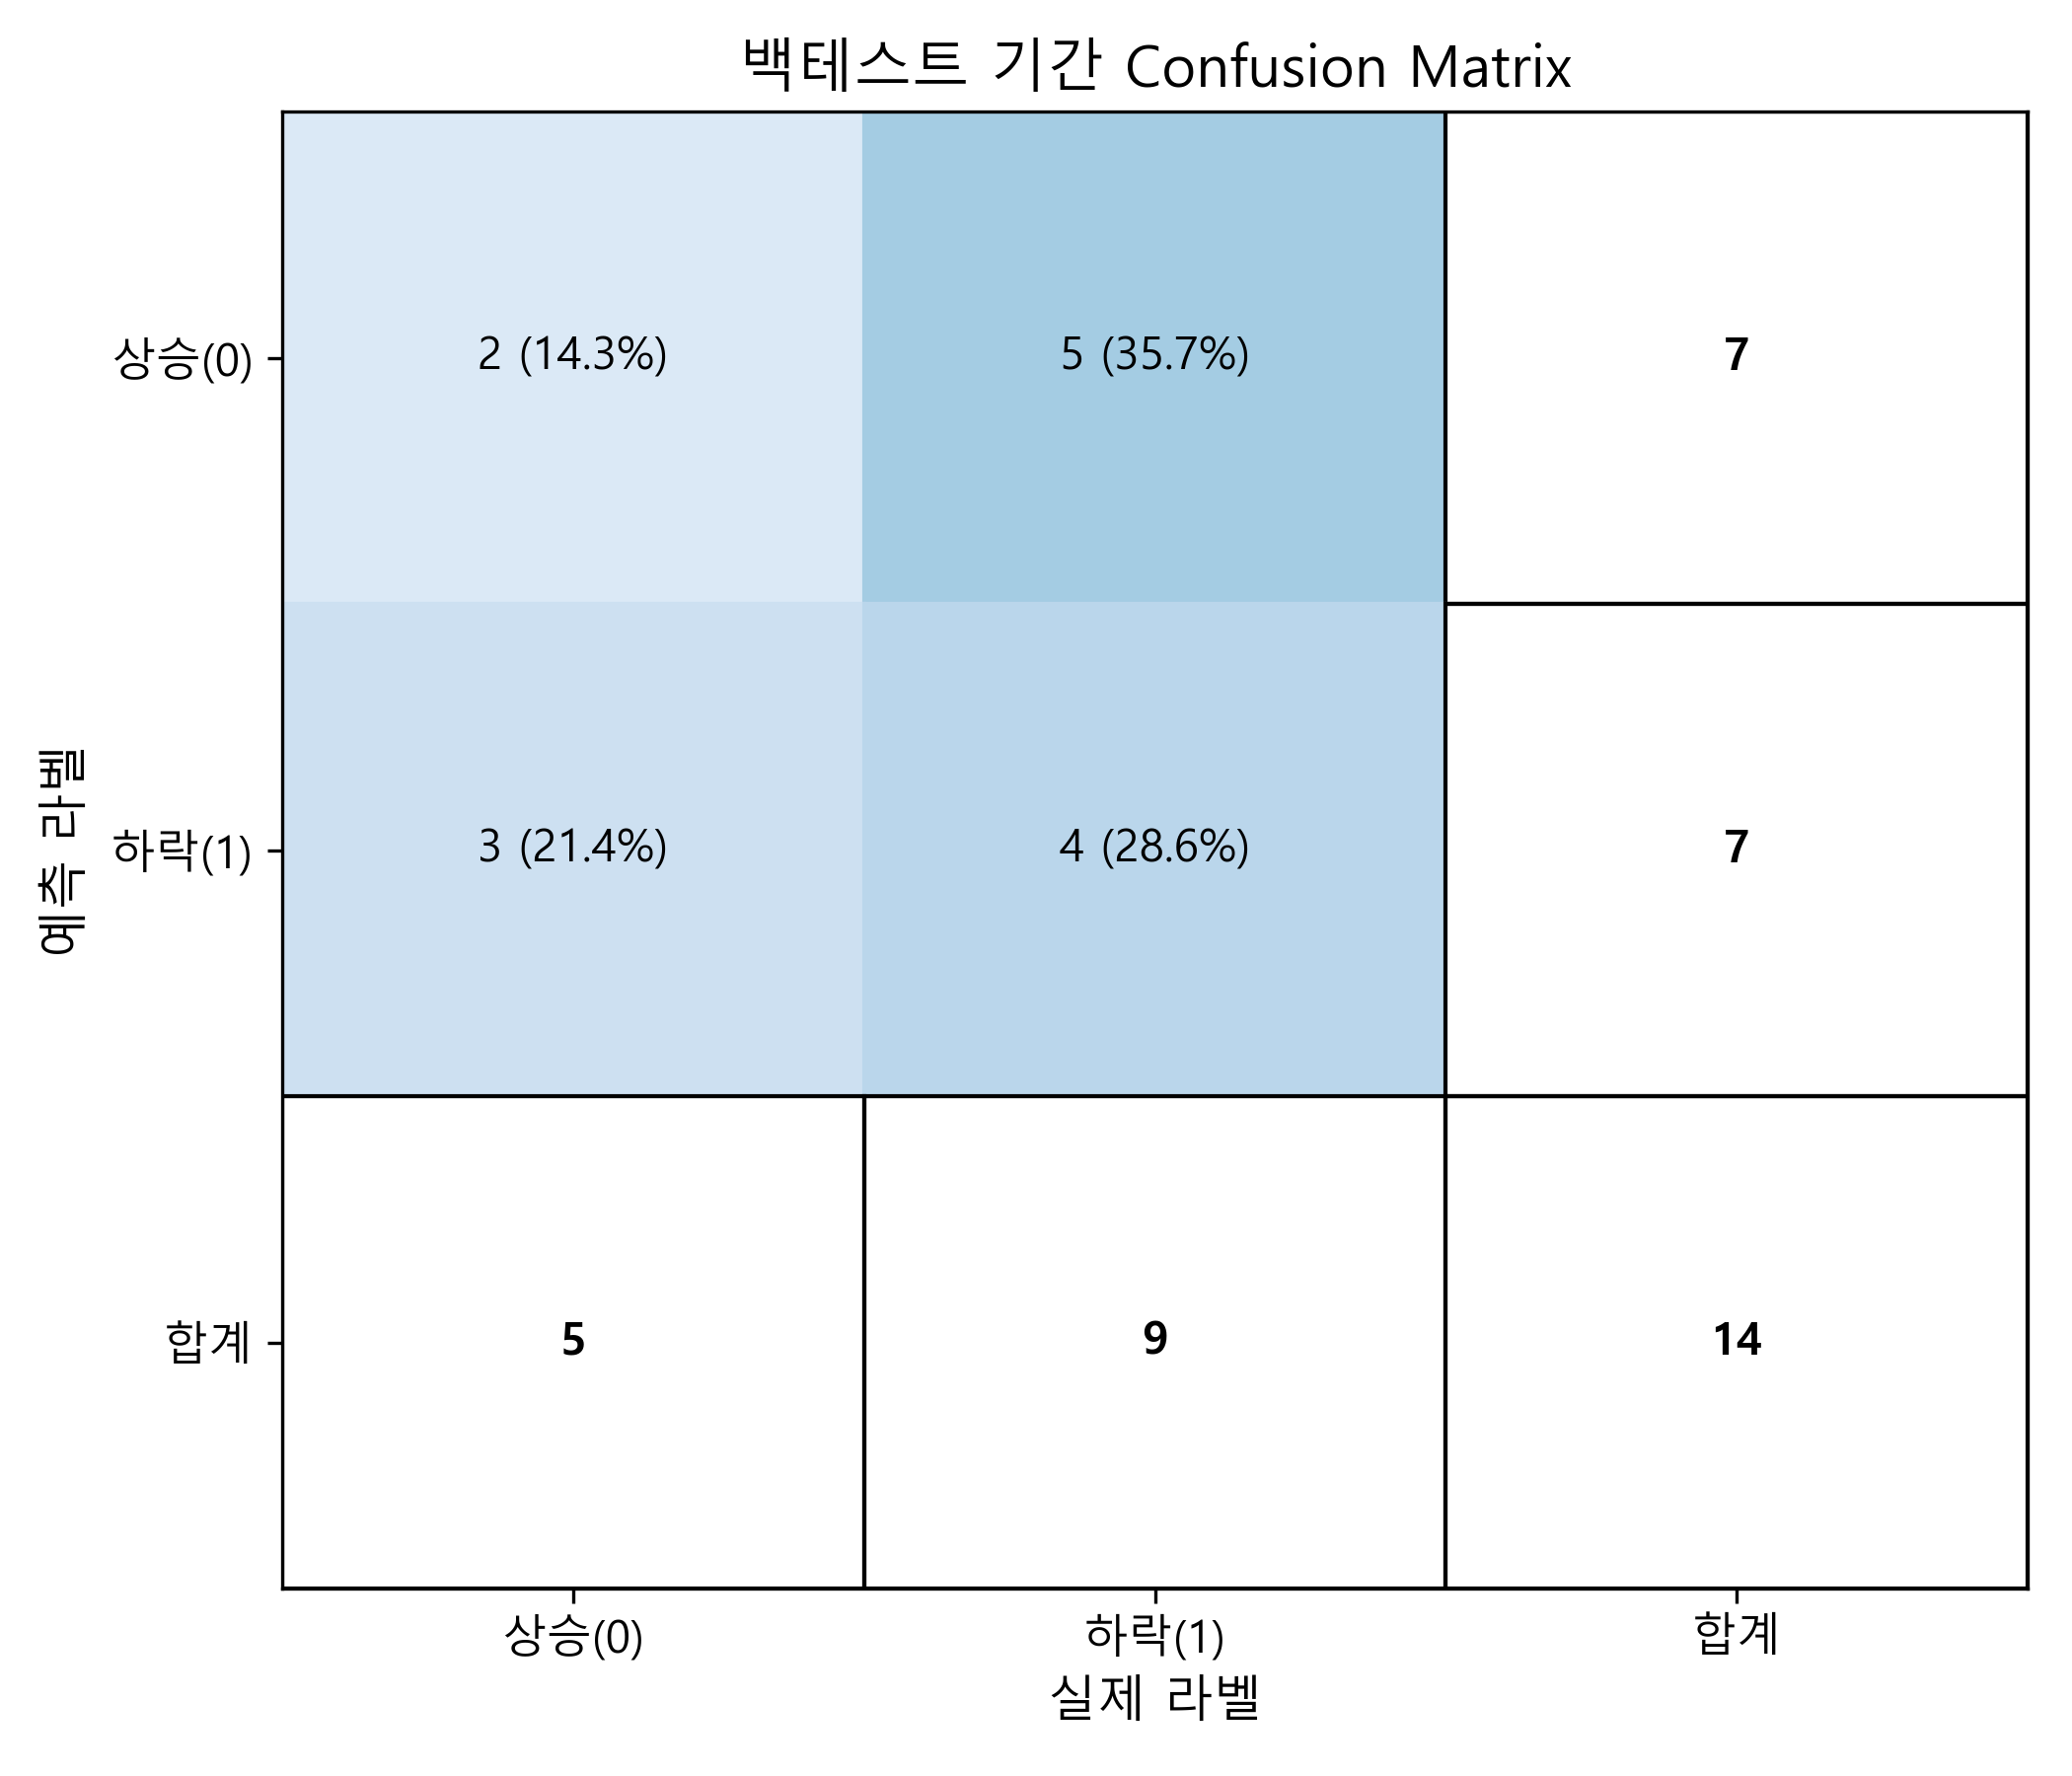 백테스트 기간 Confusion Matrix
상승(0) 2 (14.3%) 5 (35.7%) 7
하락(1) 3 (21.4%) 4 (28.6%) 7
예측 라벨
합계 5 9 14
상승(0) 하락(1) 합계
실제 라벨